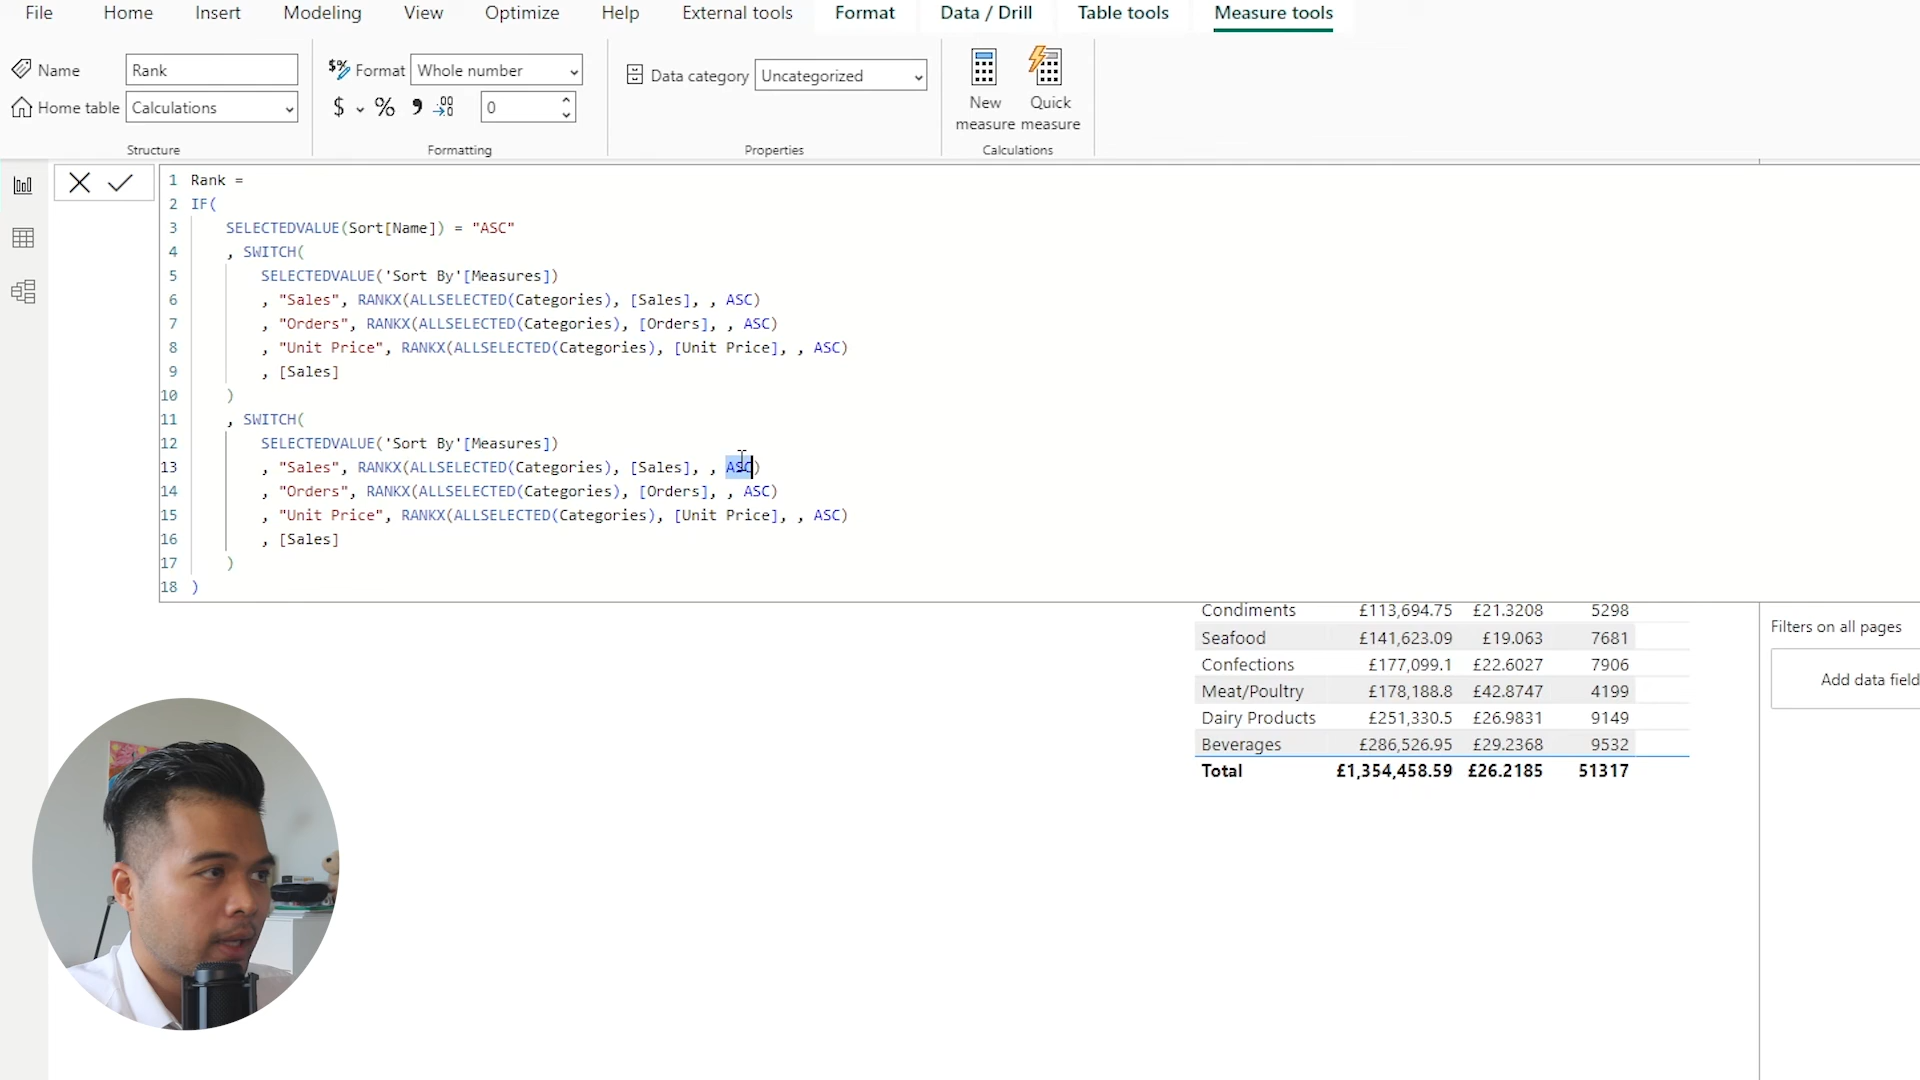 File Home Insert Modeling View Optimize Help External tools Format Data / Drill Table tools Measure tools
Name Rank
Home table Calculations
Structure
Format Whole number
$ % 0
Formatting
Data category Uncategorized
Properties
New measure
Quick measure
Calculations
1 Rank =
2 IF(
3 SELECTEDVALUE(Sort[Name]) = "ASC"
4 , SWITCH(
5 SELECTEDVALUE('Sort By'[Measures])
6 , "Sales", RANKX(ALLSELECTED(Categories), [Sales], , ASC)
7 , "Orders", RANKX(ALLSELECTED(Categories), [Orders], , ASC)
8 , "Unit Price", RANKX(ALLSELECTED(Categories), [Unit Price], , ASC)
9 , [Sales]
10 )
11 , SWITCH(
12 SELECTEDVALUE('Sort By'[Measures])
13 , "Sales", RANKX(ALLSELECTED(Categories), [Sales], , ASC)
14 , "Orders", RANKX(ALLSELECTED(Categories), [Orders], , ASC)
15 , "Unit Price", RANKX(ALLSELECTED(Categories), [Unit Price], , ASC)
16 , [Sales]
17 )
18 )
Condiments £113,694.75 £21.3208 5298
Seafood £141,623.09 £19.063 7681
Confections £177,099.1 £22.6027 7906
Meat/Poultry £178,188.8 £42.8747 4199
Dairy Products £251,330.5 £26.9831 9149
Beverages £286,526.95 £29.2368 9532
Total £1,354,458.59 £26.2185 51317
Filters on all pages
Add data field